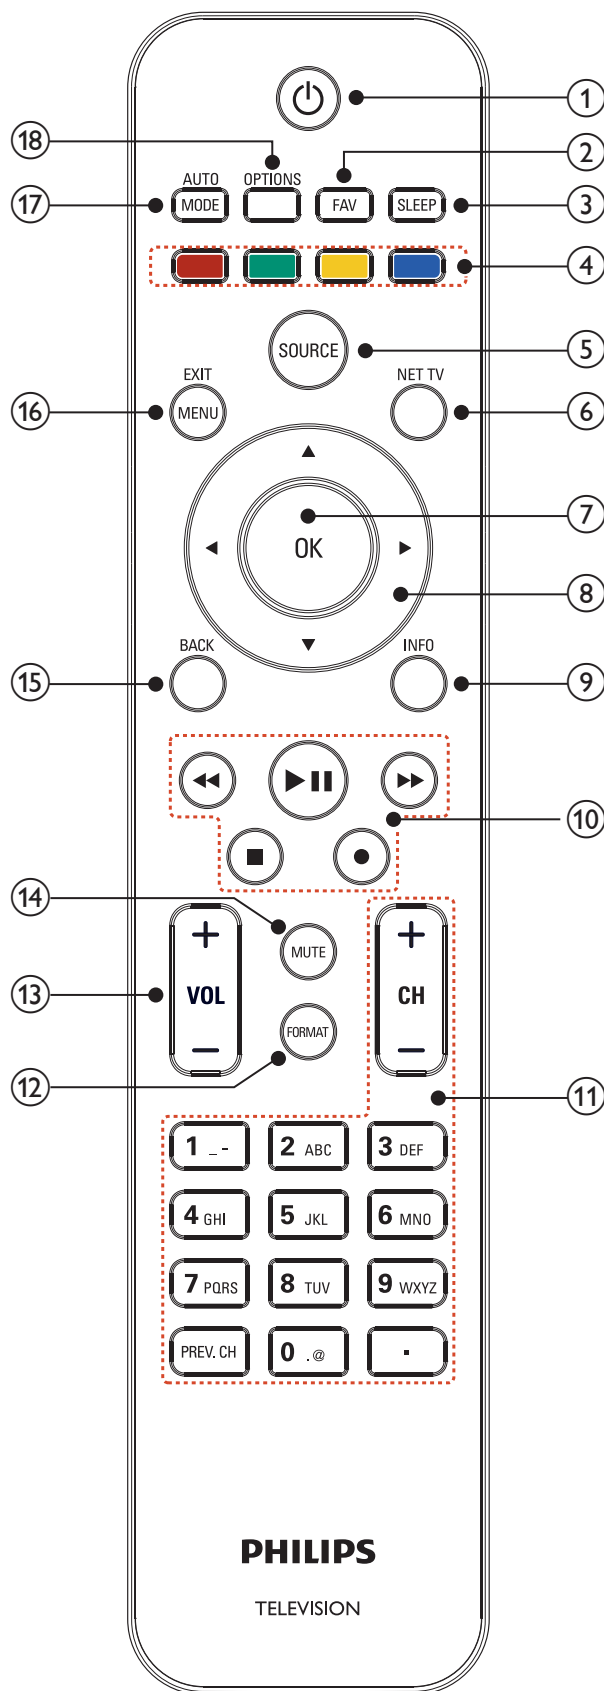 1
18
2
AUTO OPTIONS
17 MODE FAV SLEEP 3
4
SOURCE 5
EXIT NET TV
16 MENU 6
7
OK
8
BACK INFO
15 9
10
14
+ MUTE +
13 VOL CH
FORMAT
− −
12 11
1 _ - 2 ABC 3 DEF
4 GHI 5 JKL 6 MNO
7 PQRS 8 TUV 9 WXYZ
PREV. CH 0 .@ .
PHILIPS
TELEVISION